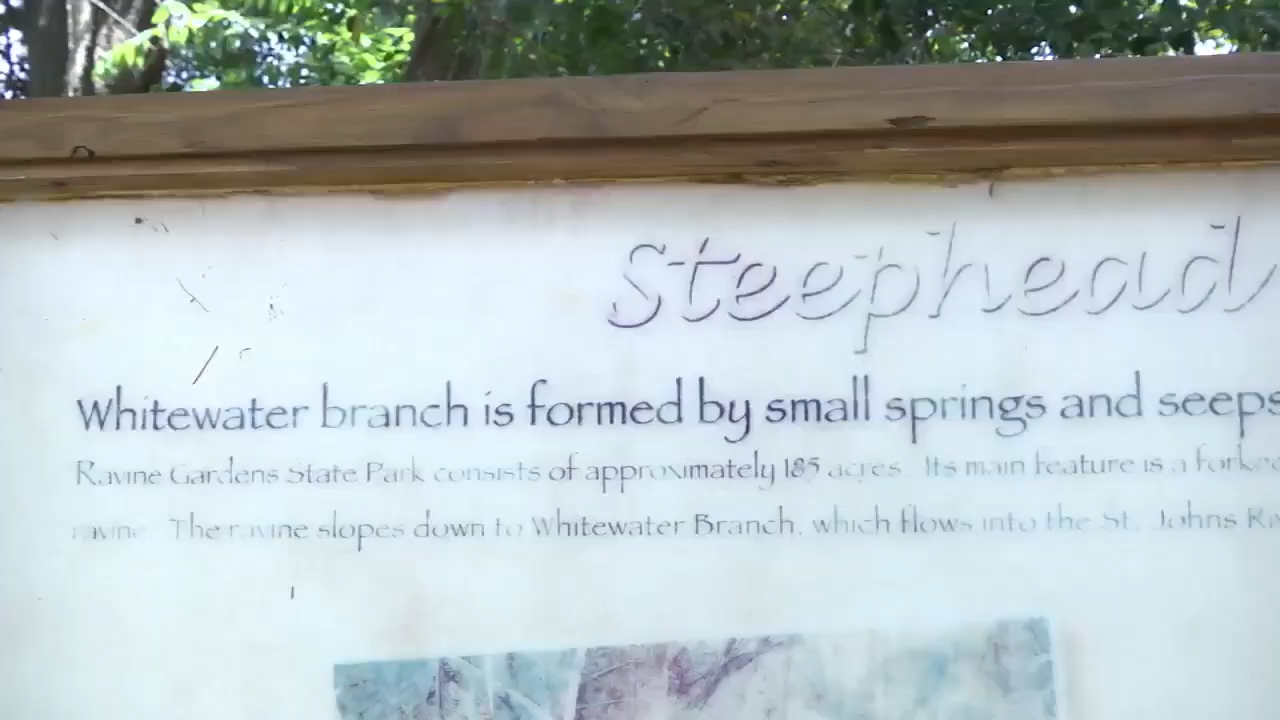 Steephead
Whitewater branch is formed by small springs and seeps
Ravine Gardens State Park consists of approximately 185 acres. Its main feature is a forked
ravine. The ravine slopes down to Whitewater Branch, which flows into the St. Johns